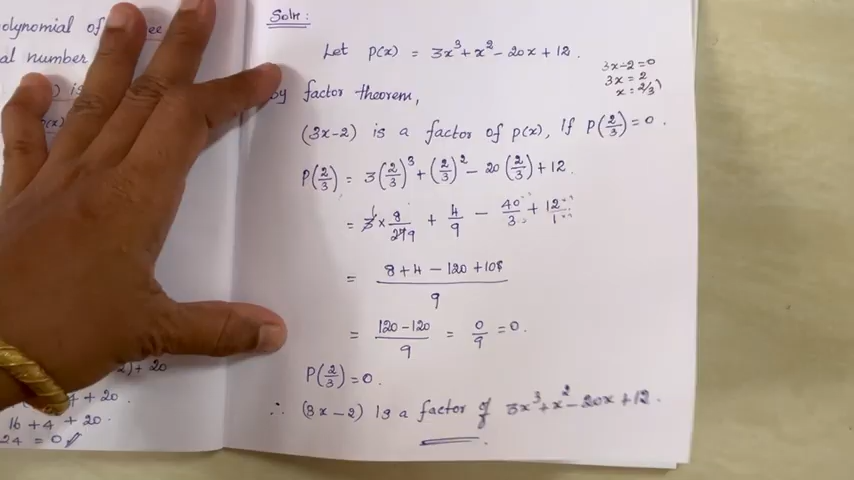 olynomial of
al number
is
Soln:
Let P(x) = 3x³+x²-20x+12.
3x-2=0
3x = 2
x = 2/3
by factor theorem,
(3x-2) is a factor of P(x), If P(2/3)=0.
P(2/3) = 3(2/3)³+(2/3)²-20(2/3)+12.
= 3×8/27 9 + 4/9 - 40/3 + 12/1
= 8+4-120+108/9
= 120-120/9 = 0/9 =0.
P(2/3)=0.
∴ (3x-2) Is a factor of 3x³+x²-20x+12.
2)+20
+20.
16+4+20.
24=0